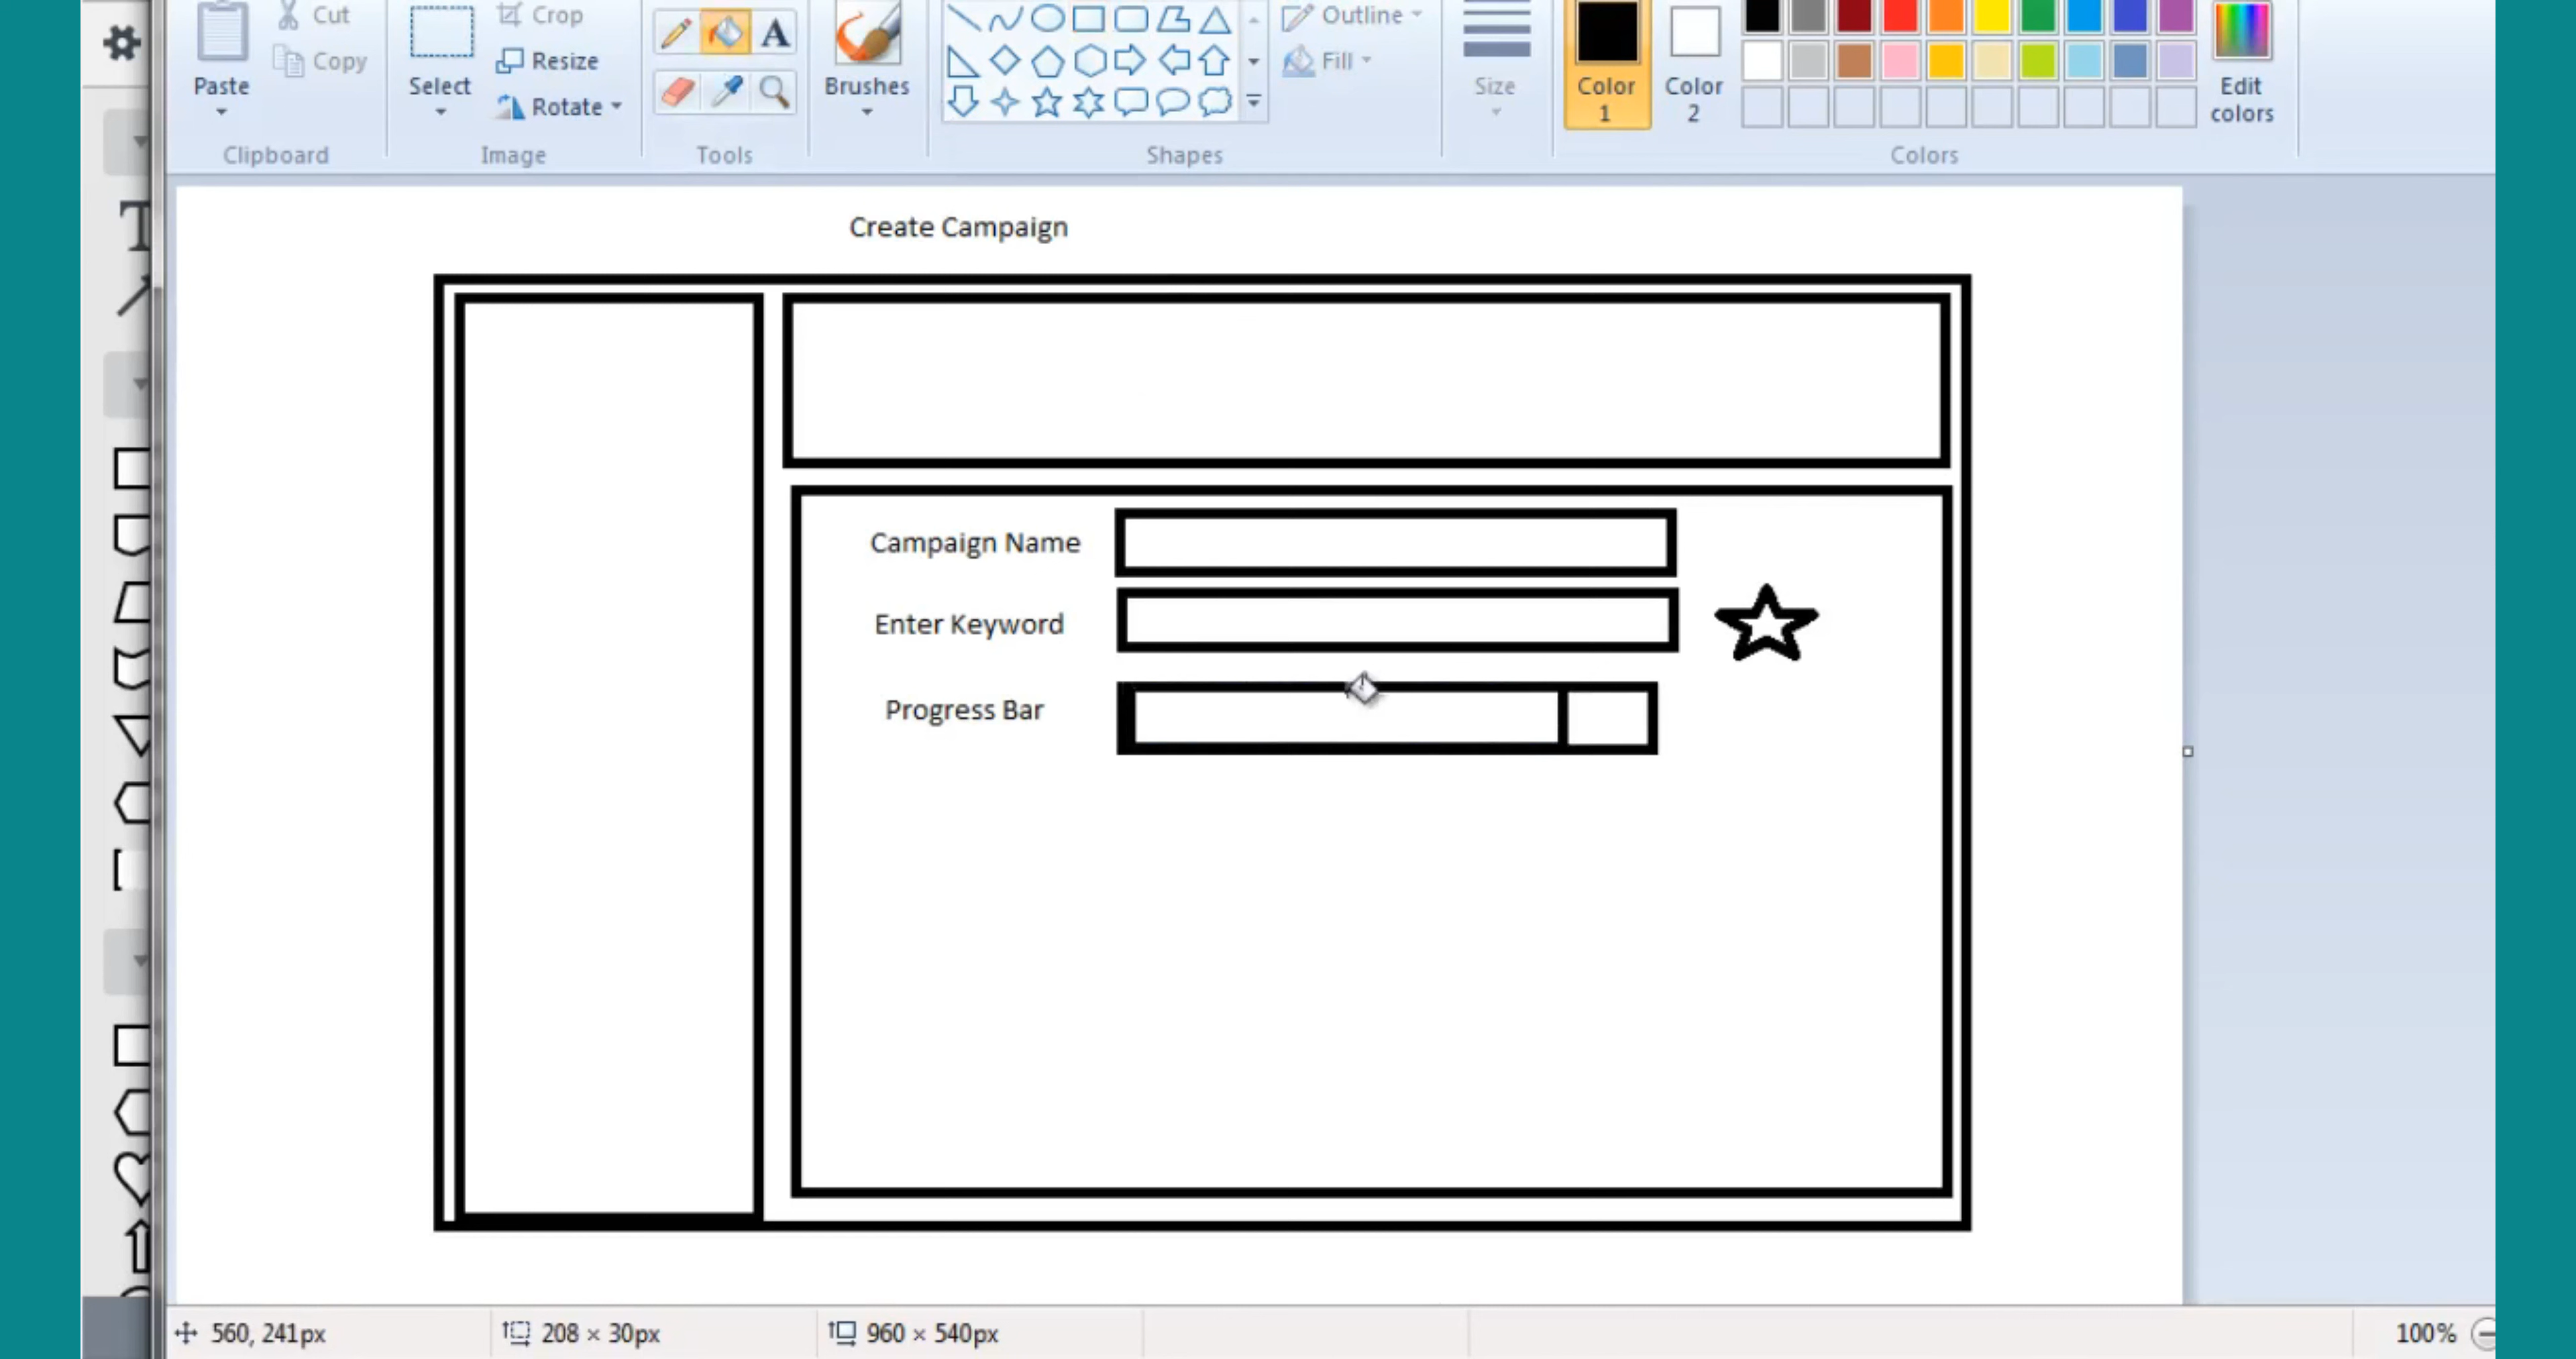 Cut
Crop
Outline
Copy
Resize
Fill
Paste
Select
Rotate
A
Brushes
Size
Color
1
Color
2
Edit
colors
Clipboard
Image
Tools
Shapes
Colors
T
Create Campaign
Campaign Name
Enter Keyword
Progress Bar
560, 241px
208 × 30px
960 × 540px
100%